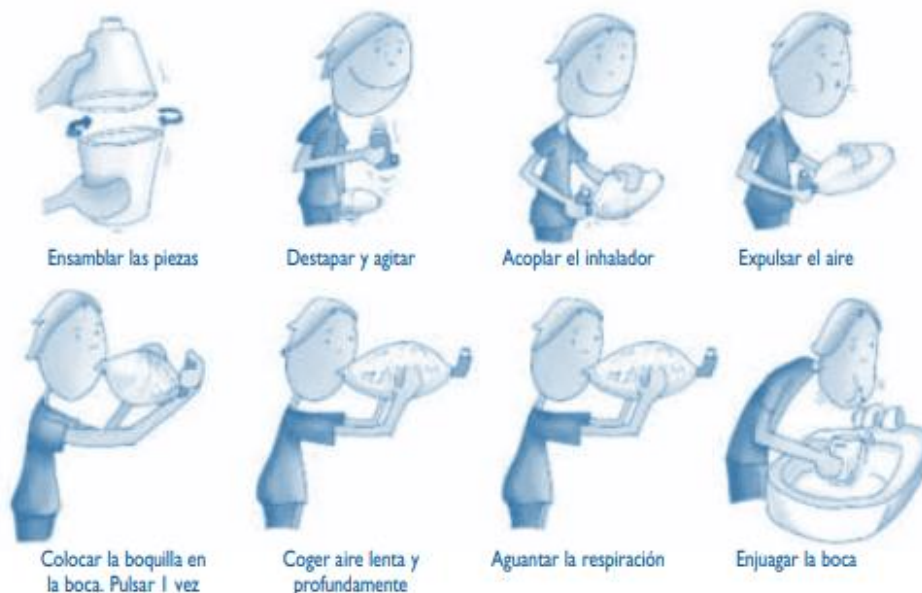 Ensamblar las piezas
Destapar y agitar
Acoplar el inhalador
Expulsar el aire
Colocar la boquilla en
la boca. Pulsar 1 vez
Coger aire lenta y
profundamente
Aguantar la respiración
Enjuagar la boca